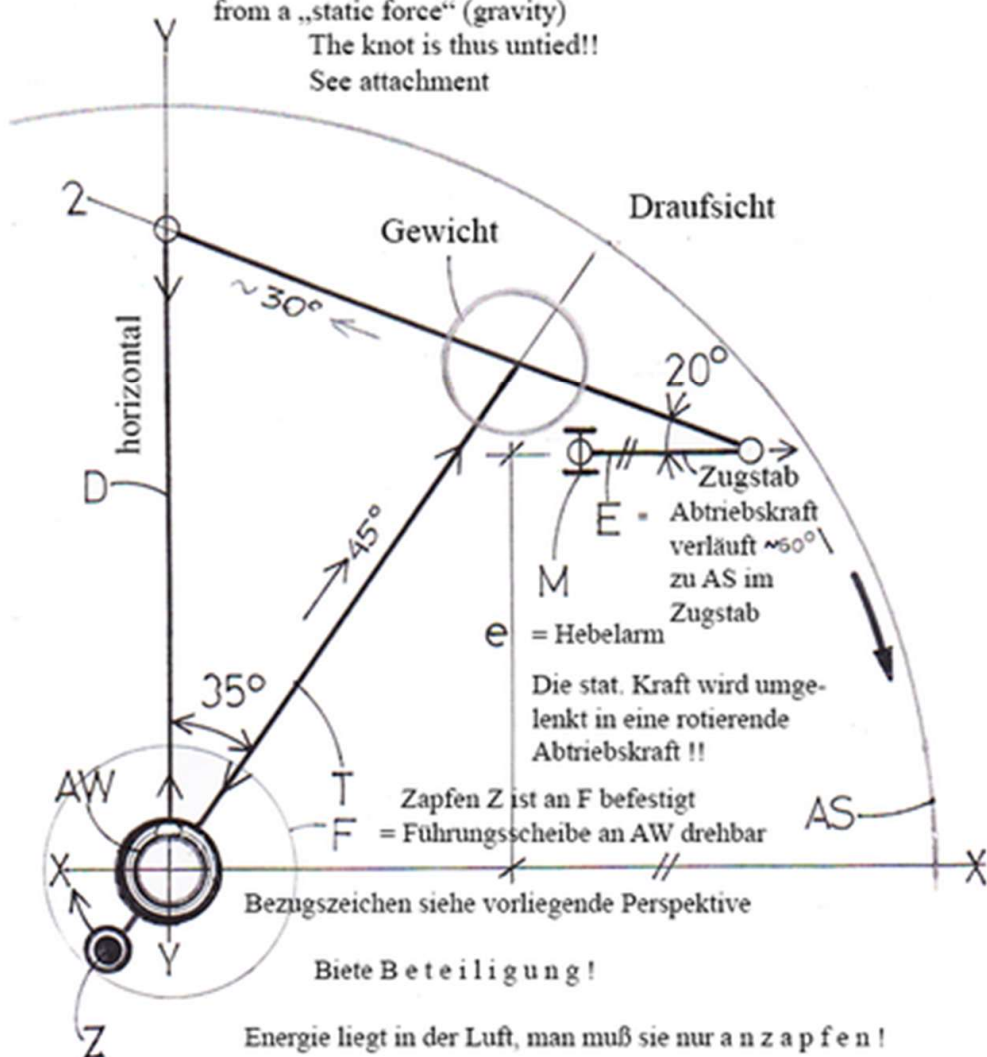 from a „static force“ (gravity)
The knot is thus untied!!
See attachment
Y
2
Gewicht
Draufsicht
~30°
20°
horizontal
D
Zugstab
E = Abtriebskraft
verläuft ~60°
zu AS im
Zugstab
M
45°
e = Hebelarm
Die stat. Kraft wird umge-
lenkt in eine rotierende
Abtriebskraft !!
35°
AW
T
Zapfen Z ist an F befestigt
F = Führungsscheibe an AW drehbar
AS
X
X
Bezugszeichen siehe vorliegende Perspektive
Y
Biete B e t e i l i g u n g !
Z
Energie liegt in der Luft, man muß sie nur a n z a p f e n !